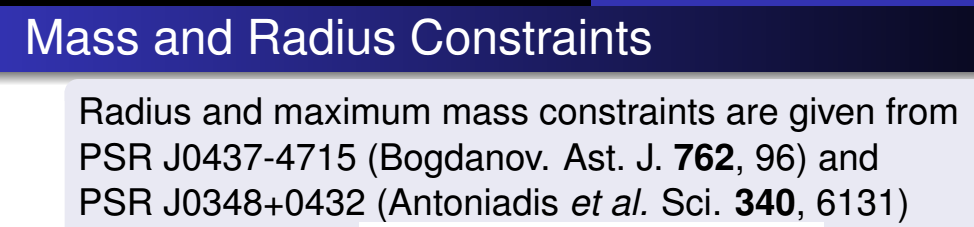 Mass and Radius Constraints
Radius and maximum mass constraints are given from
PSR J0437-4715 (Bogdanov. Ast. J. 762, 96) and
PSR J0348+0432 (Antoniadis et al. Sci. 340, 6131)